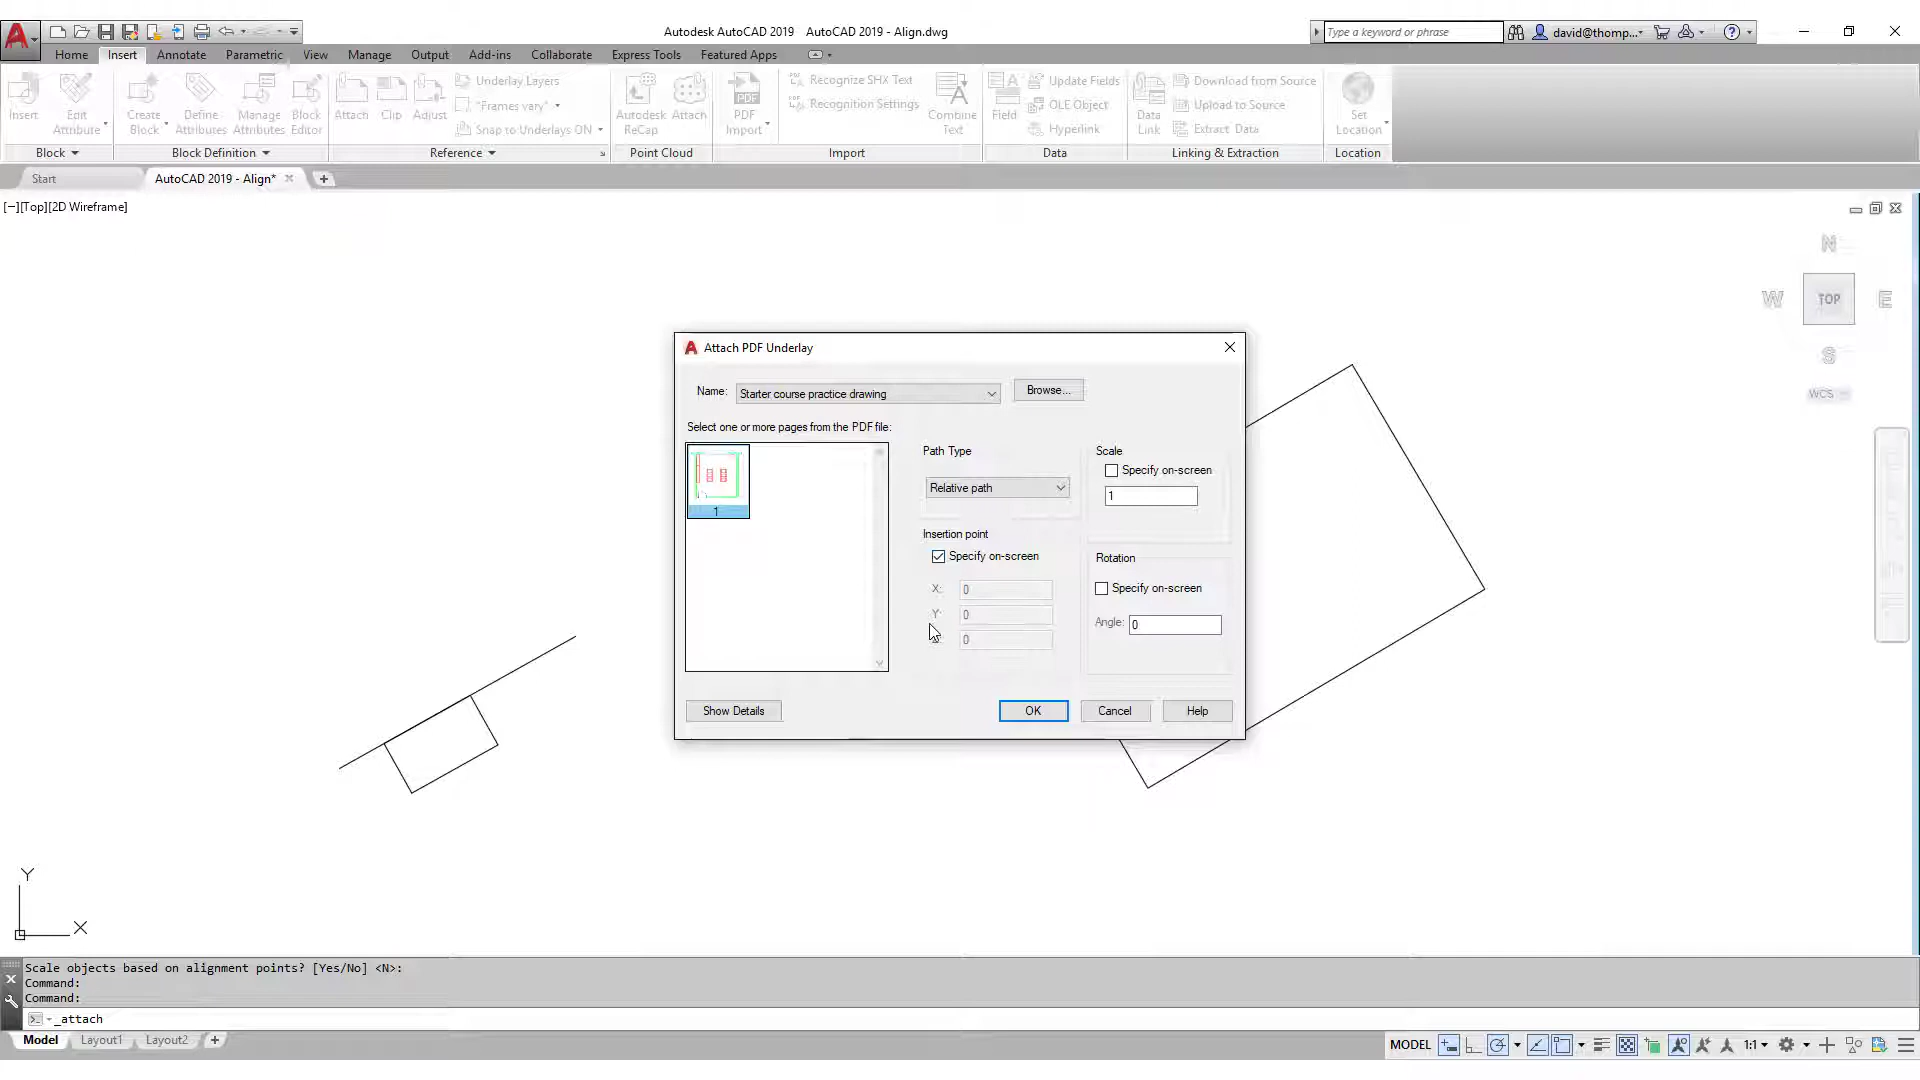 Autodesk AutoCAD 2019 AutoCAD 2019 - Align.dwg
Type a keyword or phrase
david@thomp...
Home Insert Annotate Parametric View Manage Output Add-ins Collaborate Express Tools Featured Apps
Insert
Edit
Attribute
Create
Block
Define
Attributes
Manage
Attributes
Block
Editor
Attach
Clip
Adjust
Underlay Layers
"Frames vary"
Snap to Underlays ON
Autodesk
ReCap
Attach
PDF
PDF
Import
Recognize SHX Text
Recognition Settings
Combine
Text
Field
Update Fields
OLE Object
Hyperlink
Data
Link
Download from Source
Upload to Source
Extract Data
Set
Location
Block Block Definition Reference Point Cloud Import Data Linking & Extraction Location
Start AutoCAD 2019 - Align*
[−][Top][2D Wireframe]
N
W TOP E
S
WCS
Attach PDF Underlay
Name: Starter course practice drawing Browse...
Select one or more pages from the PDF file:
1
Path Type
Relative path
Scale
Specify on-screen
1
Insertion point
Specify on-screen
X: 0
Y: 0
0
Rotation
Specify on-screen
Angle: 0
Show Details OK Cancel Help
Y
X
Scale objects based on alignment points? [Yes/No] <N>:
Command:
Command:
_attach
Model Layout1 Layout2
MODEL 1:1